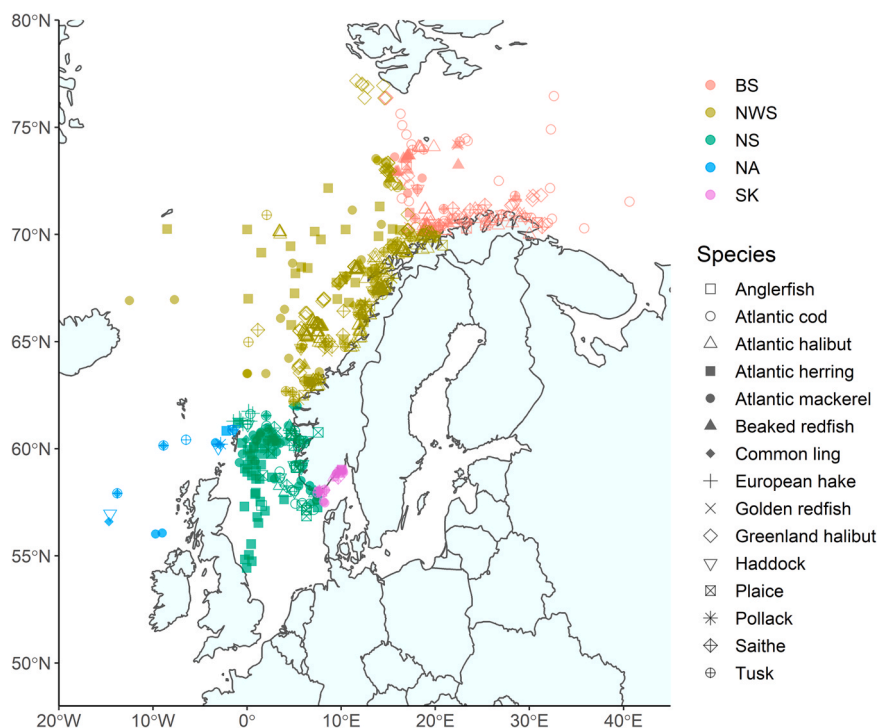 80°N
75°N
70°N
65°N
60°N
55°N
50°N
20°W
10°W
0°
10°E
20°E
30°E
40°E
BS
NWS
NS
NA
SK
Species
Anglerfish
Atlantic cod
Atlantic halibut
Atlantic herring
Atlantic mackerel
Beaked redfish
Common ling
European hake
Golden redfish
Greenland halibut
Haddock
Plaice
Pollack
Saithe
Tusk